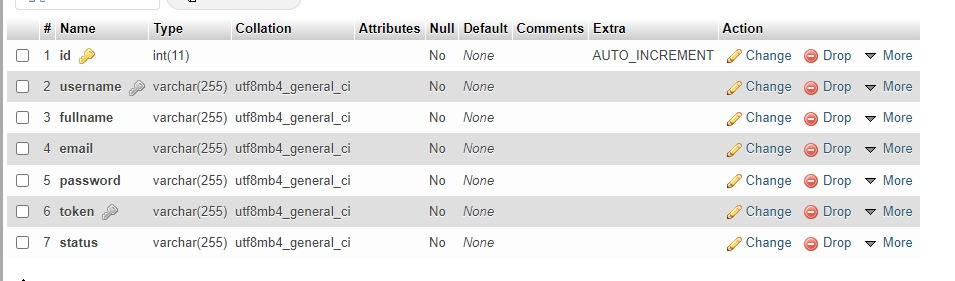 # Name Type Collation Attributes Null Default Comments Extra Action
1 id int(11) No None AUTO_INCREMENT Change Drop More
2 username varchar(255) utf8mb4_general_ci No None Change Drop More
3 fullname varchar(255) utf8mb4_general_ci No None Change Drop More
4 email varchar(255) utf8mb4_general_ci No None Change Drop More
5 password varchar(255) utf8mb4_general_ci No None Change Drop More
6 token varchar(255) utf8mb4_general_ci No None Change Drop More
7 status varchar(255) utf8mb4_general_ci No None Change Drop More